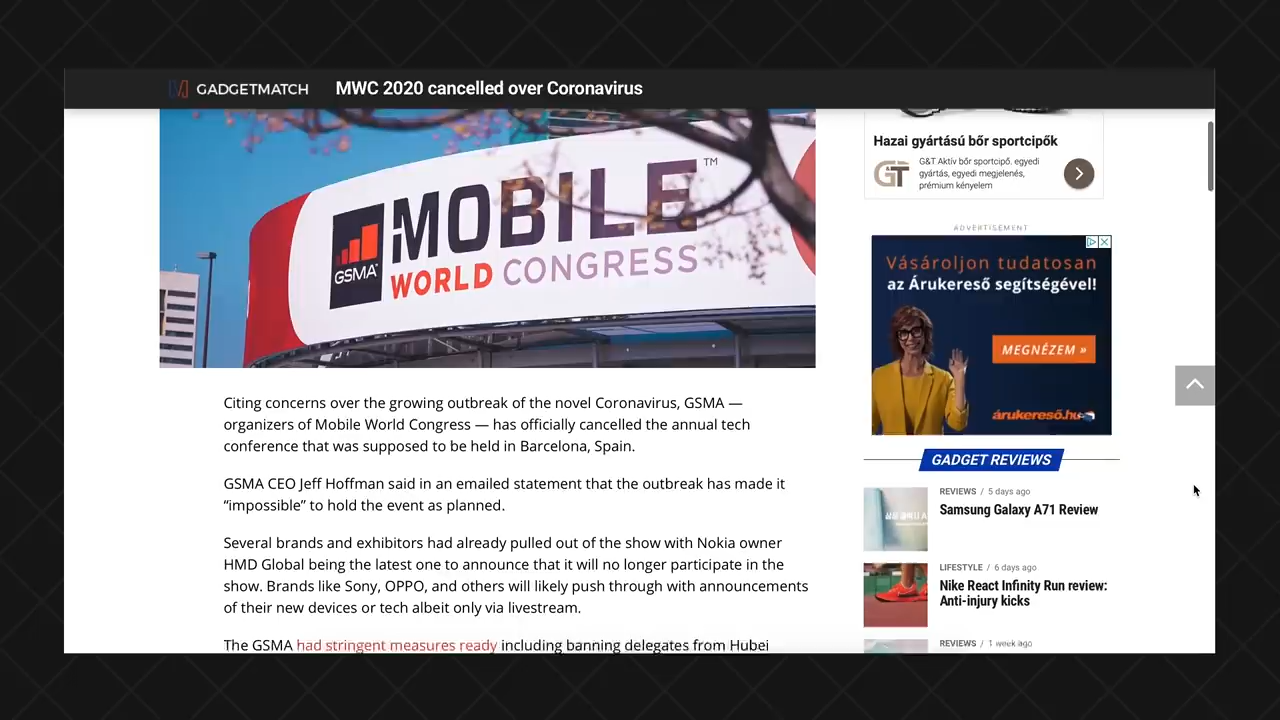 GADGETMATCH
MWC 2020 cancelled over Coronavirus
GSMA™
MOBILE™
WORLD CONGRESS
Citing concerns over the growing outbreak of the novel Coronavirus, GSMA —
organizers of Mobile World Congress — has officially cancelled the annual tech
conference that was supposed to be held in Barcelona, Spain.
GSMA CEO Jeff Hoffman said in an emailed statement that the outbreak has made it
“impossible” to hold the event as planned.
Several brands and exhibitors had already pulled out of the show with Nokia owner
HMD Global being the latest one to announce that it will no longer participate in the
show. Brands like Sony, OPPO, and others will likely push through with announcements
of their new devices or tech albeit only via livestream.
The GSMA had stringent measures ready including banning delegates from Hubei
Hazai gyártású bőr sportcipők
GT
G&T Aktív bőr sportcipő. egyedi
gyártás, egyedi megjelenés,
prémium kényelem
ADVERTISEMENT
Vásároljon tudatosan
az Árukereső segítségével!
MEGNÉZEM »
árukereső.hu
GADGET REVIEWS
REVIEWS / 5 days ago
Samsung Galaxy A71 Review
LIFESTYLE / 6 days ago
Nike React Infinity Run review:
Anti-injury kicks
REVIEWS / 1 week ago